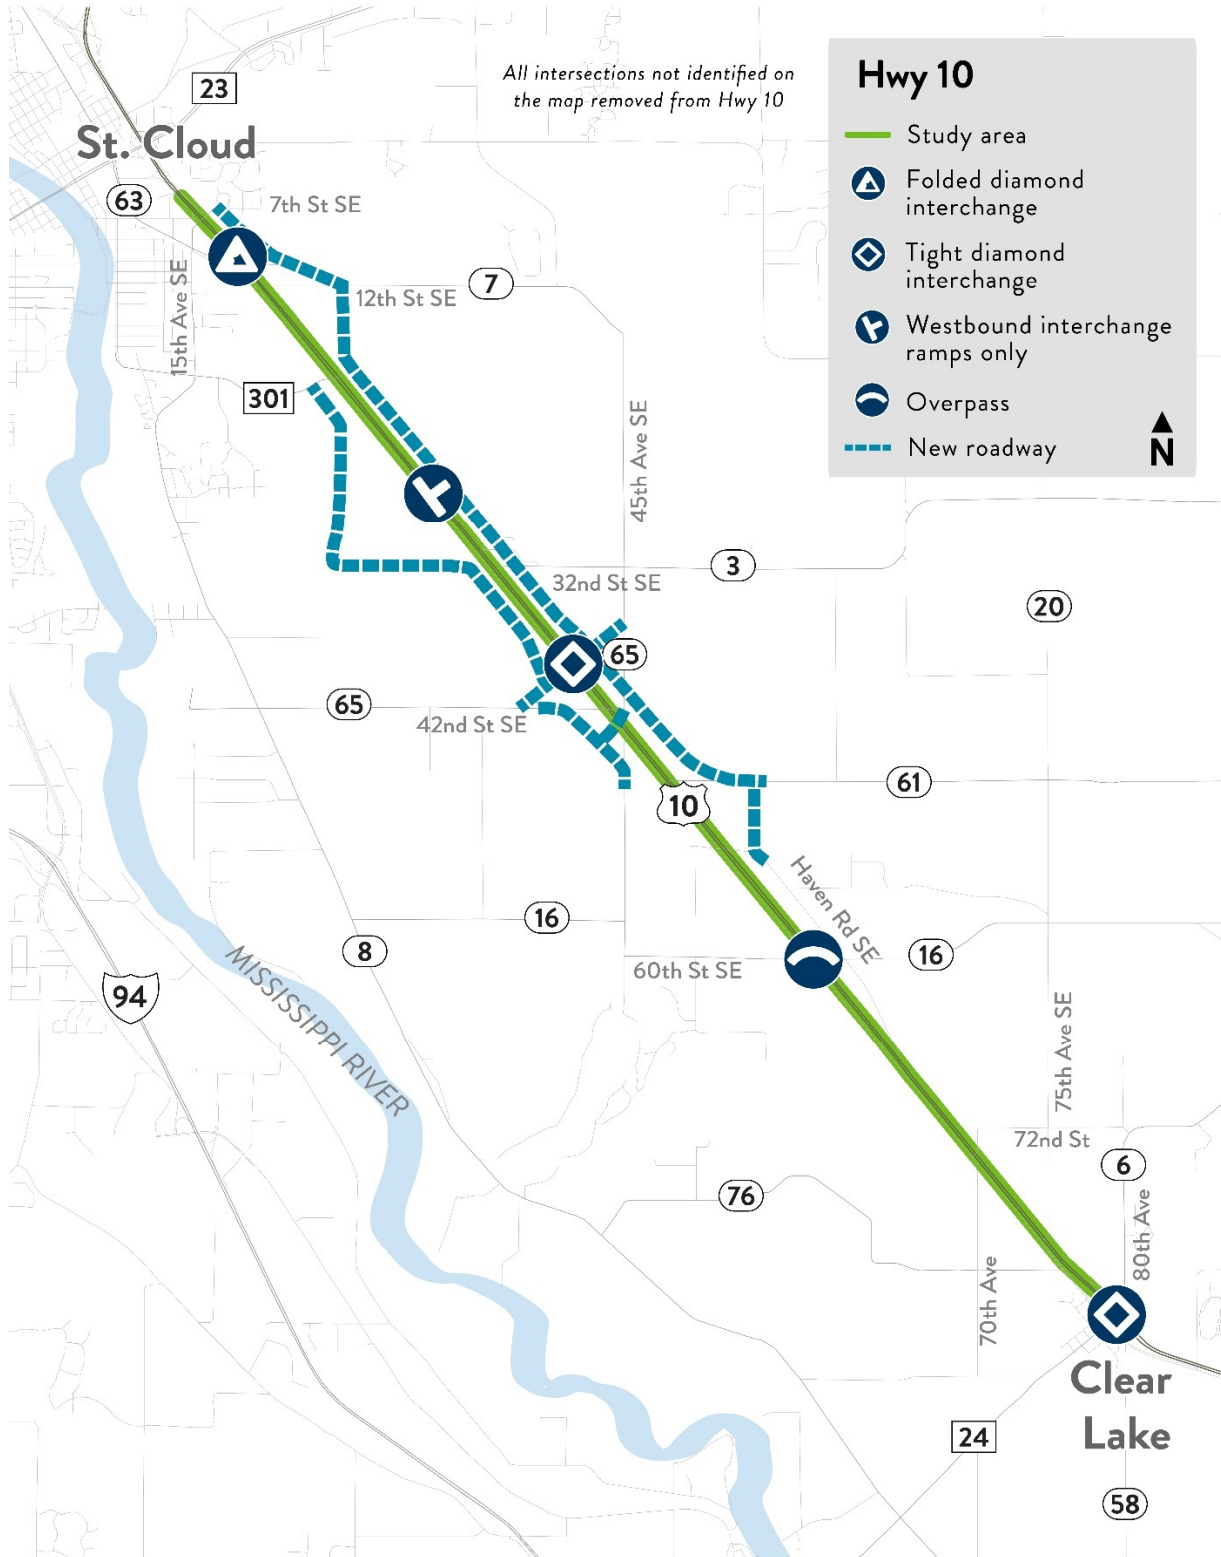 All intersections not identified on
the map removed from Hwy 10
Hwy 10
Study area
Folded diamond
interchange
Tight diamond
interchange
Westbound interchange
ramps only
Overpass
New roadway
N
23
St. Cloud
63
7th St SE
7
12th St SE
15th Ave SE
301
45th Ave SE
3
32nd St SE
20
65
65
42nd St SE
61
10
Haven Rd SE
16
8
16
60th St SE
94
MISSISSIPPI RIVER
75th Ave SE
72nd St
6
76
80th Ave
70th Ave
Clear
Lake
24
58